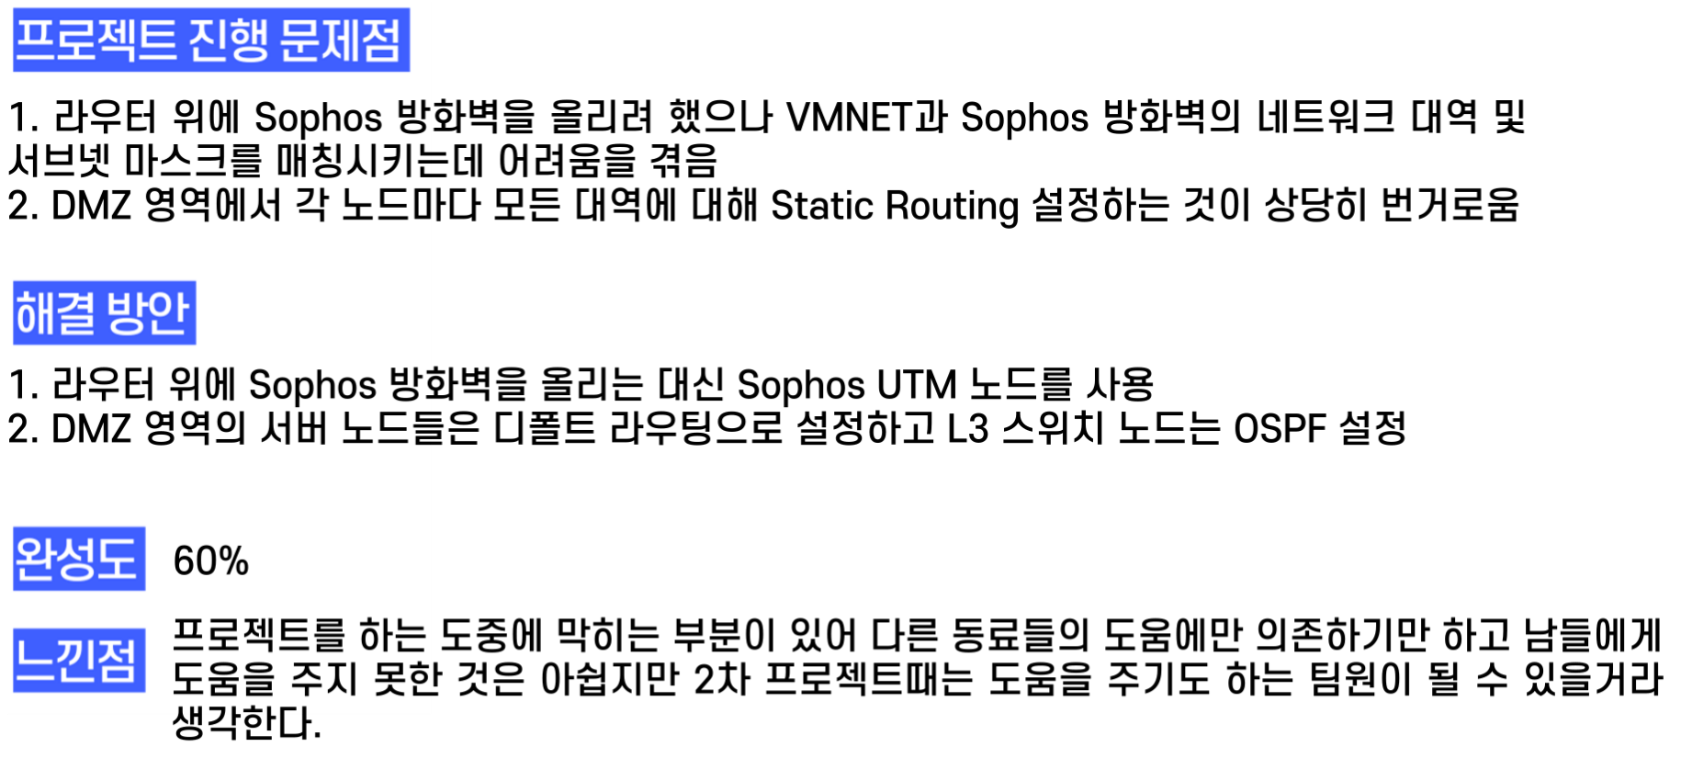 프로젝트 진행 문제점
1. 라우터 위에 Sophos 방화벽을 올리려 했으나 VMNET과 Sophos 방화벽의 네트워크 대역 및
서브넷 마스크를 매칭시키는데 어려움을 겪음
2. DMZ 영역에서 각 노드마다 모든 대역에 대해 Static Routing 설정하는 것이 상당히 번거로움
해결 방안
1. 라우터 위에 Sophos 방화벽을 올리는 대신 Sophos UTM 노드를 사용
2. DMZ 영역의 서버 노드들은 디폴트 라우팅으로 설정하고 L3 스위치 노드는 OSPF 설정
완성도 60%
느낀점
프로젝트를 하는 도중에 막히는 부분이 있어 다른 동료들의 도움에만 의존하기만 하고 남들에게
도움을 주지 못한 것은 아쉽지만 2차 프로젝트때는 도움을 주기도 하는 팀원이 될 수 있을거라
생각한다.